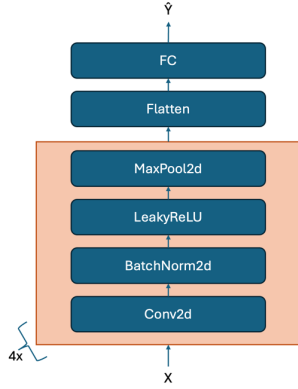 Ŷ
FC
Flatten
MaxPool2d
LeakyReLU
BatchNorm2d
Conv2d
4x
X